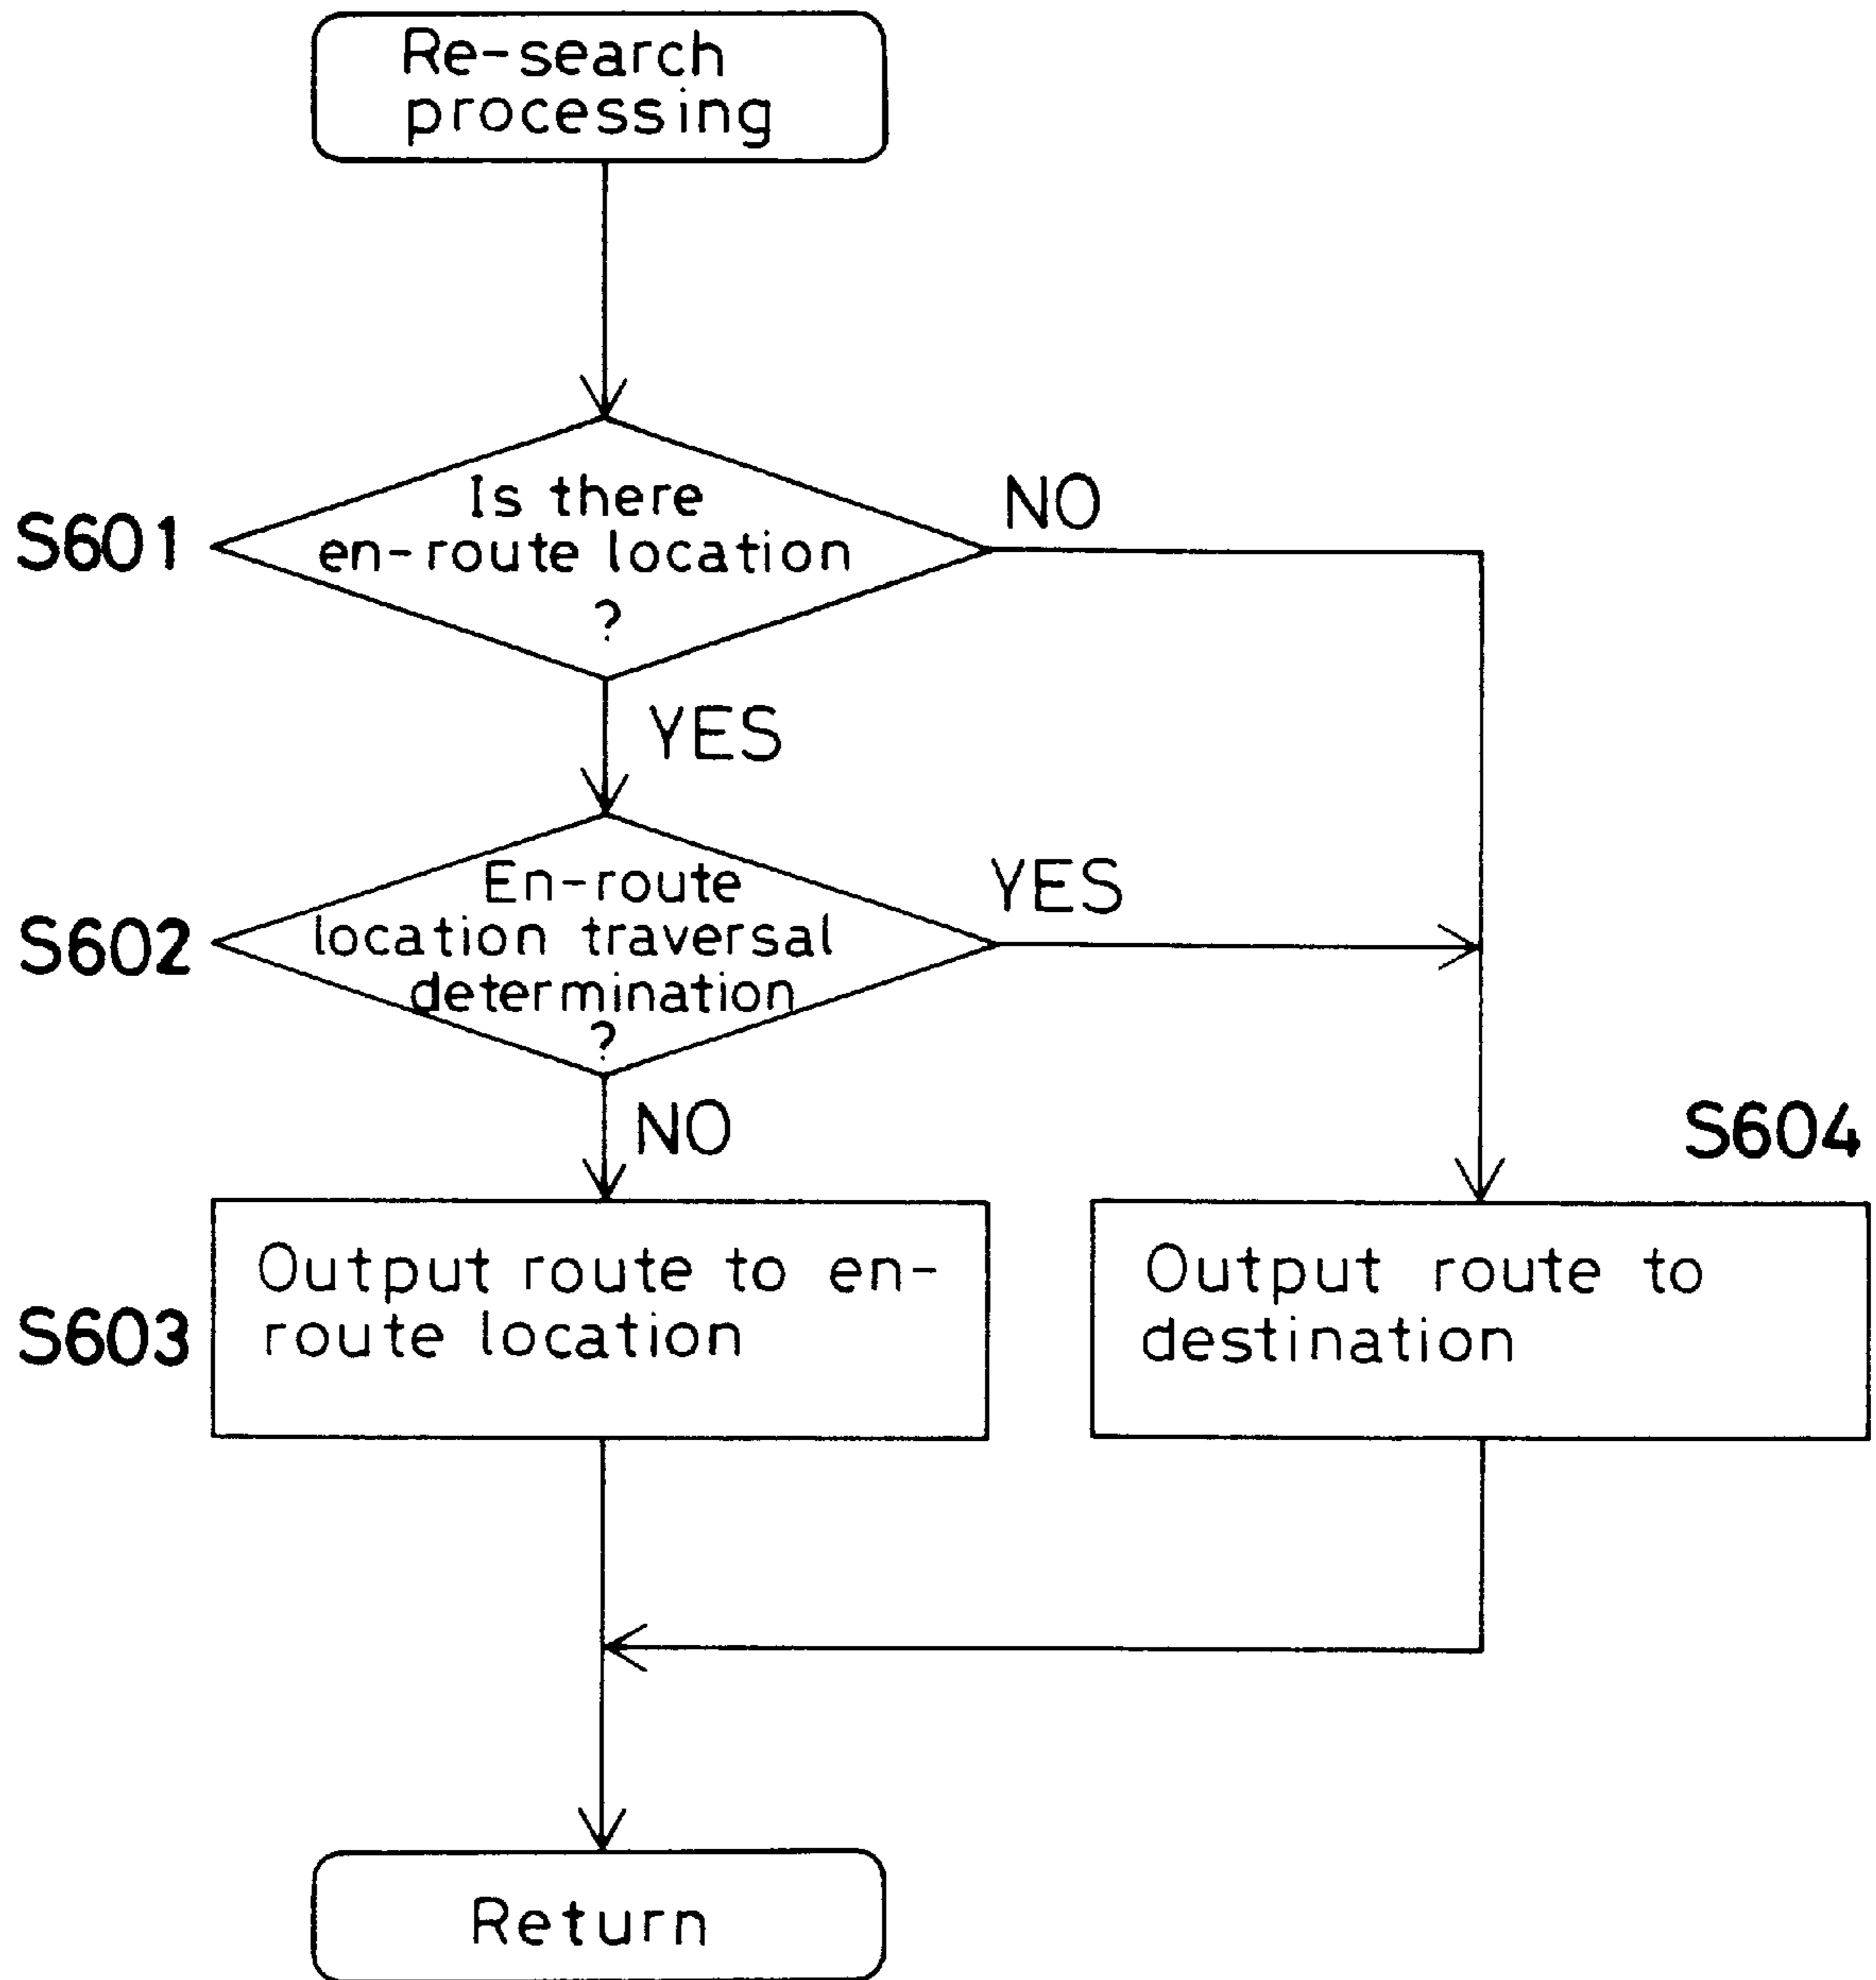 Re-search
processing
Is there
en-route location
?
S601
NO
YES
En-route
location traversal
determination
?
S602
YES
NO
S604
Output route to en-
route location
S603
Output route to
destination
Return